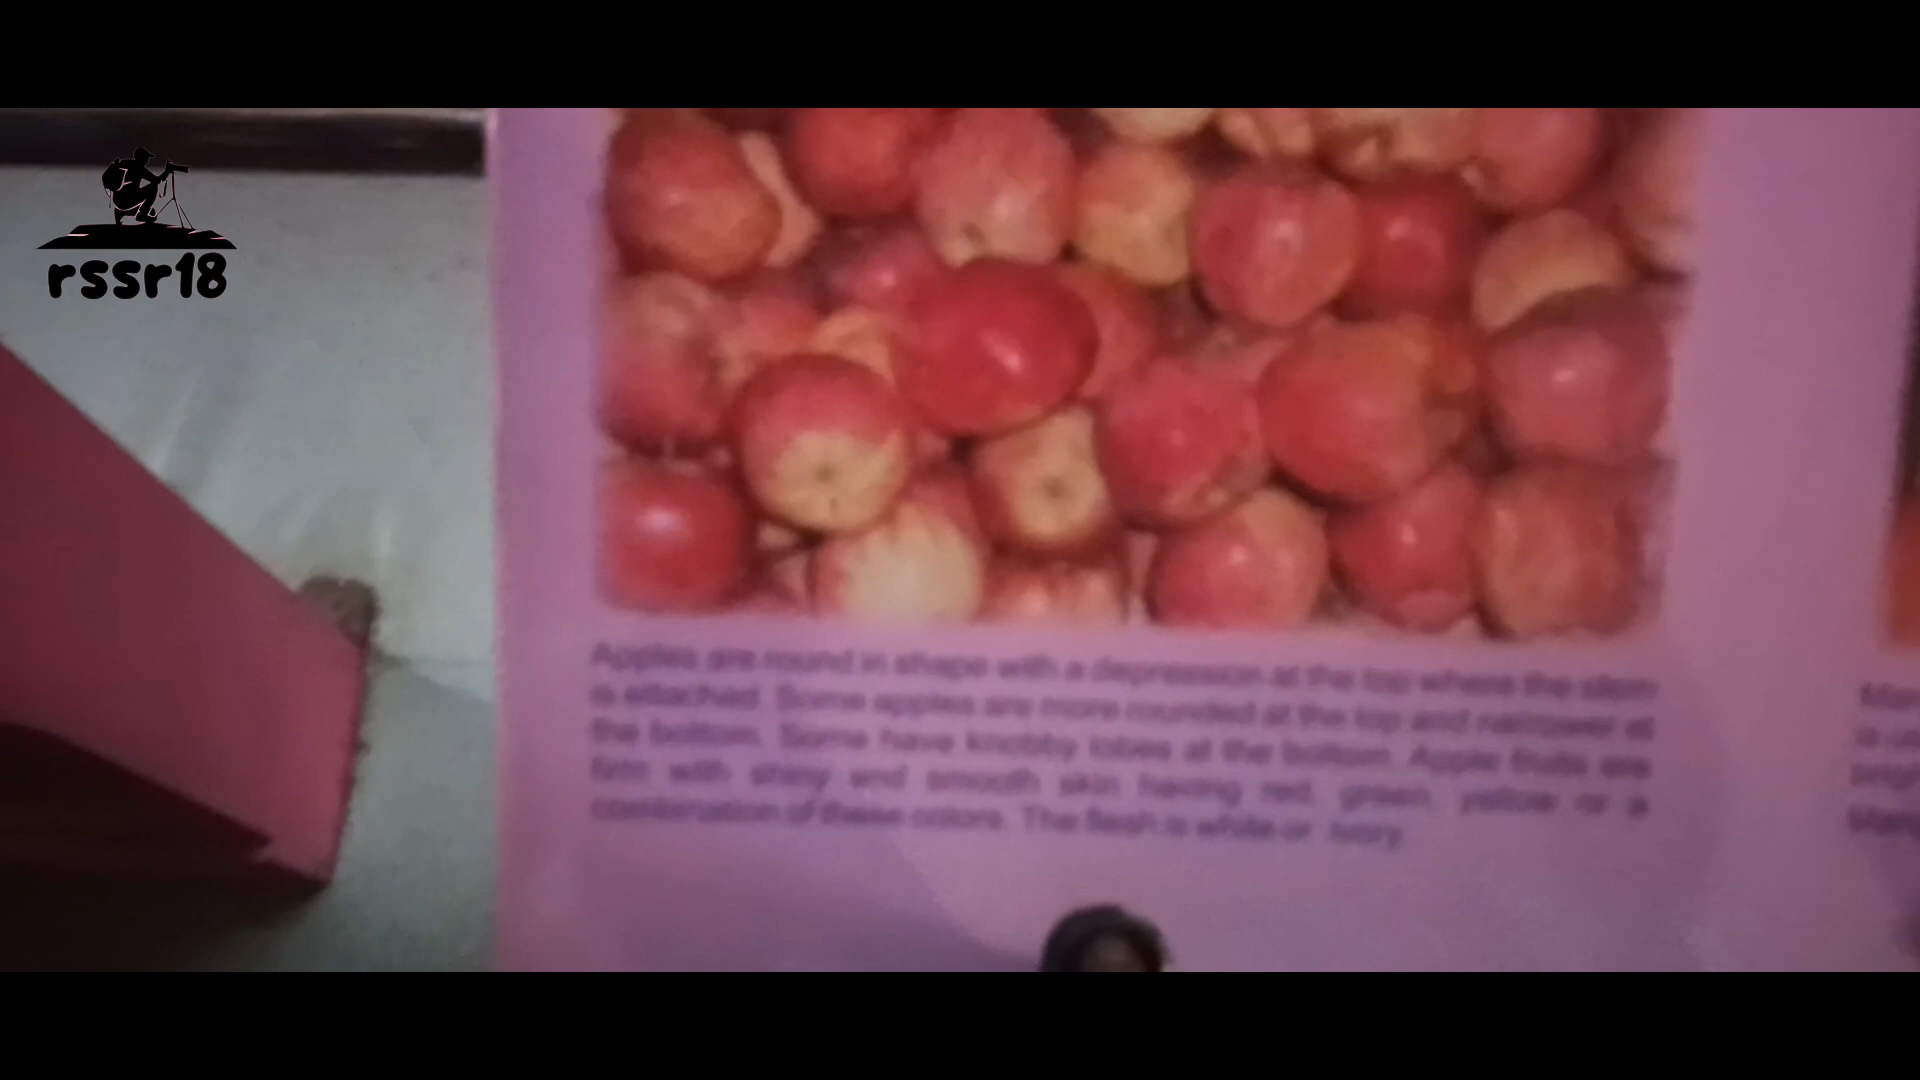 rssr18
Apples are round in shape with a depression at the top where the stem
is attached. Some apples are more rounded at the top and narrower at
the bottom. Some have knobby lobes at the bottom. Apple fruits are
firm with shiny and smooth skin having red, green, yellow or a
combination of these colors. The flesh is white or ivory.